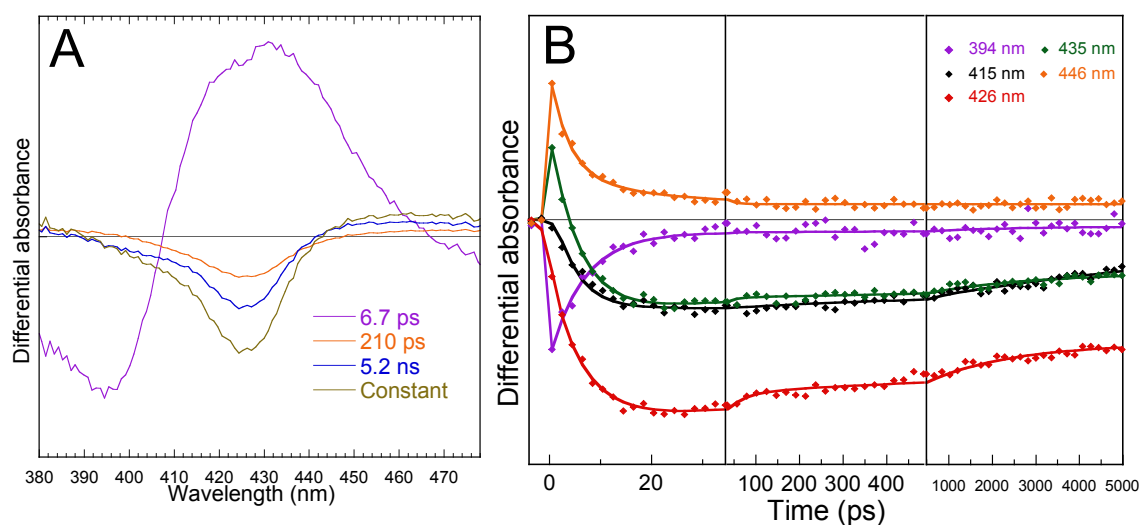 A
Differential absorbance
6.7 ps
210 ps
5.2 ns
Constant
380 390 400 410 420 430 440 450 460 470
Wavelength (nm)
B
Differential absorbance
394 nm
435 nm
415 nm
446 nm
426 nm
0 20 100 200 300 400 1000 2000 3000 4000 5000
Time (ps)